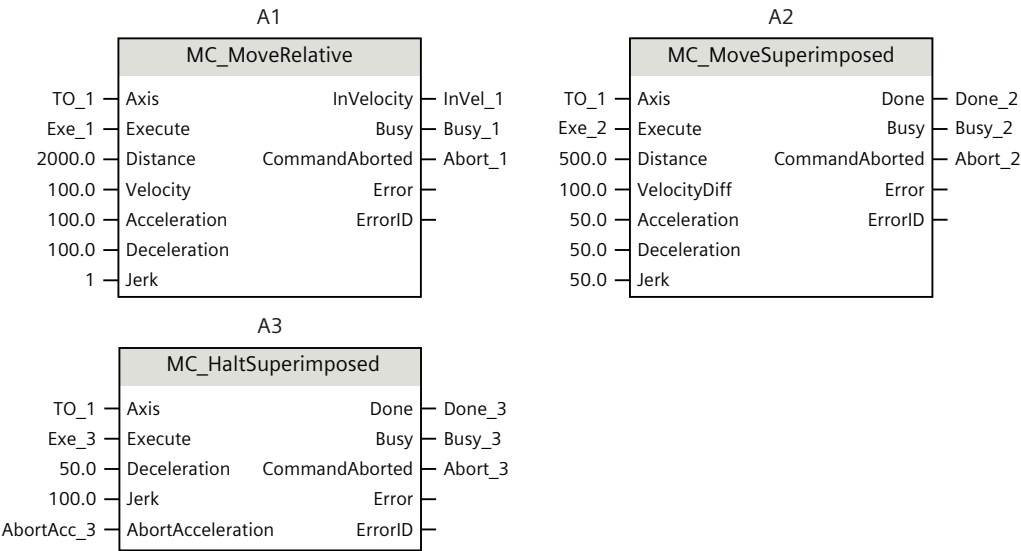 A1
MC_MoveRelative
TO_1 Axis InVelocity InVel_1
Exe_1 Execute Busy Busy_1
2000.0 Distance CommandAborted Abort_1
100.0 Velocity Error
100.0 Acceleration ErrorID
100.0 Deceleration
1 Jerk
A2
MC_MoveSuperimposed
TO_1 Axis Done Done_2
Exe_2 Execute Busy Busy_2
500.0 Distance CommandAborted Abort_2
100.0 VelocityDiff Error
50.0 Acceleration ErrorID
50.0 Deceleration
50.0 Jerk
A3
MC_HaltSuperimposed
TO_1 Axis Done Done_3
Exe_3 Execute Busy Busy_3
50.0 Deceleration CommandAborted Abort_3
100.0 Jerk Error
AbortAcc_3 AbortAcceleration ErrorID